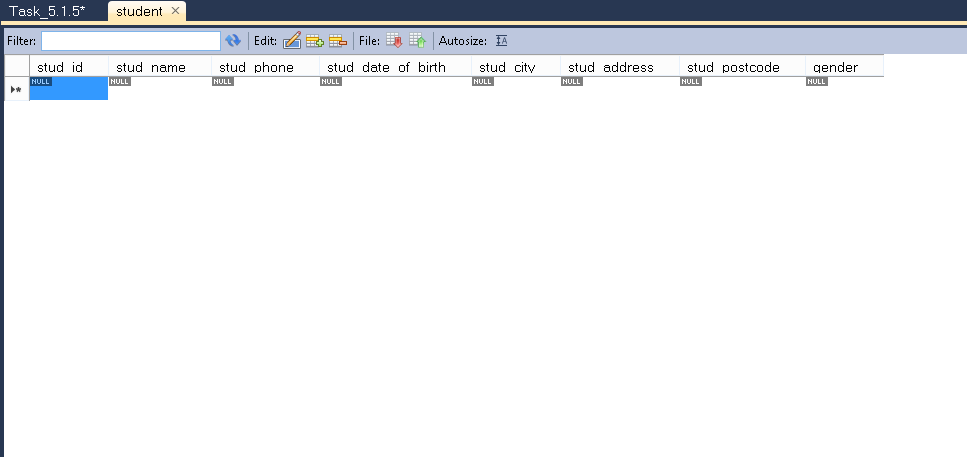 Task_5.1.5* student
Filter: Edit: File: Autosize:
stud_id stud_name stud_phone stud_date_of_birth stud_city stud_address stud_postcode gender
NULL NULL NULL NULL NULL NULL NULL NULL